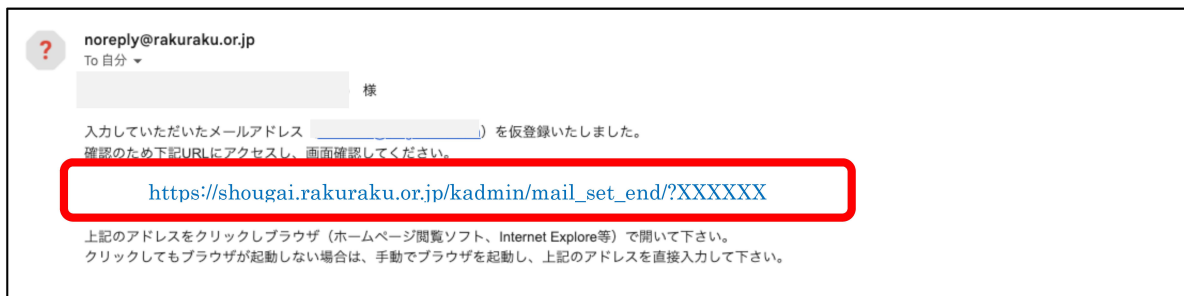 noreply@rakuraku.or.jp
To 自分
様
入力していただいたメールアドレス ）を仮登録いたしました。
確認のため下記URLにアクセスし、画面確認してください。
https://shougai.rakuraku.or.jp/kadmin/mail_set_end/?XXXXXX
上記のアドレスをクリックしブラウザ（ホームページ閲覧ソフト、Internet Explore等）で開いて下さい。
クリックしてもブラウザが起動しない場合は、手動でブラウザを起動し、上記のアドレスを直接入力して下さい。